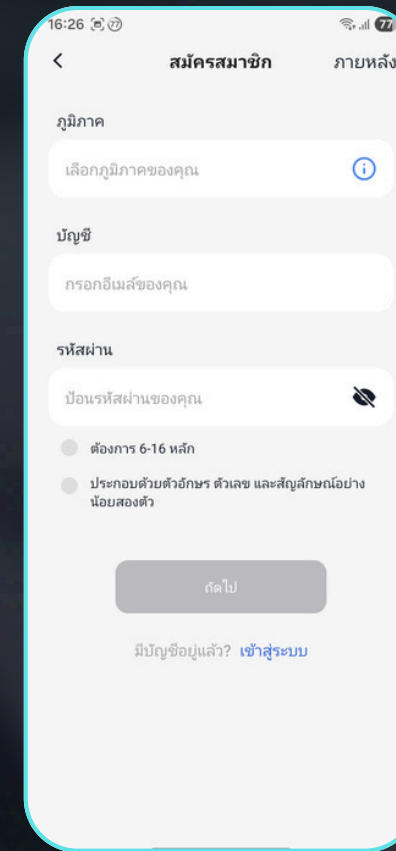 16:26 77 77
สมัครสมาชิก ภายหลัง
ภูมิภาค
เลือกภูมิภาคของคุณ
บัญชี
กรอกอีเมล์ของคุณ
รหัสผ่าน
ป้อนรหัสผ่านของคุณ
ต้องการ 6-16 หลัก
ประกอบด้วยตัวอักษร ตัวเลข และสัญลักษณ์อย่าง
น้อยสองตัว
ถัดไป
มีบัญชีอยู่แล้ว? เข้าสู่ระบบ